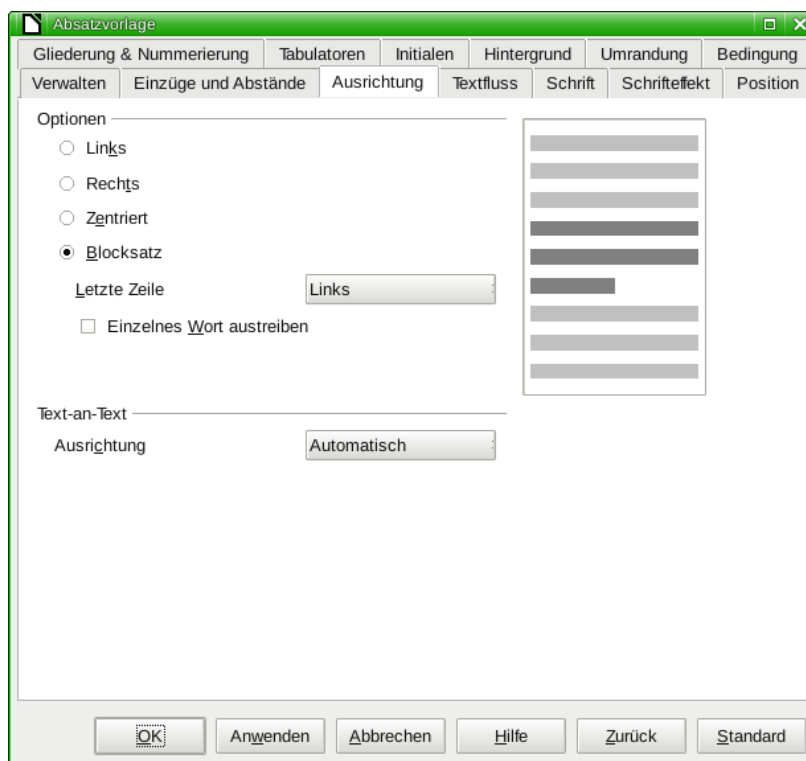 Absatzvorlage
Gliederung & Nummerierung Tabulatoren Initialen Hintergrund Umrandung Bedingung
Verwalten Einzüge und Abstände Ausrichtung Textfluss Schrift Schrifteffekt Position
Optionen
Links
Rechts
Zentriert
Blocksatz
Letzte Zeile Links
Einzelnes Wort austreiben
Text-an-Text
Ausrichtung Automatisch
OK Anwenden Abbrechen Hilfe Zurück Standard